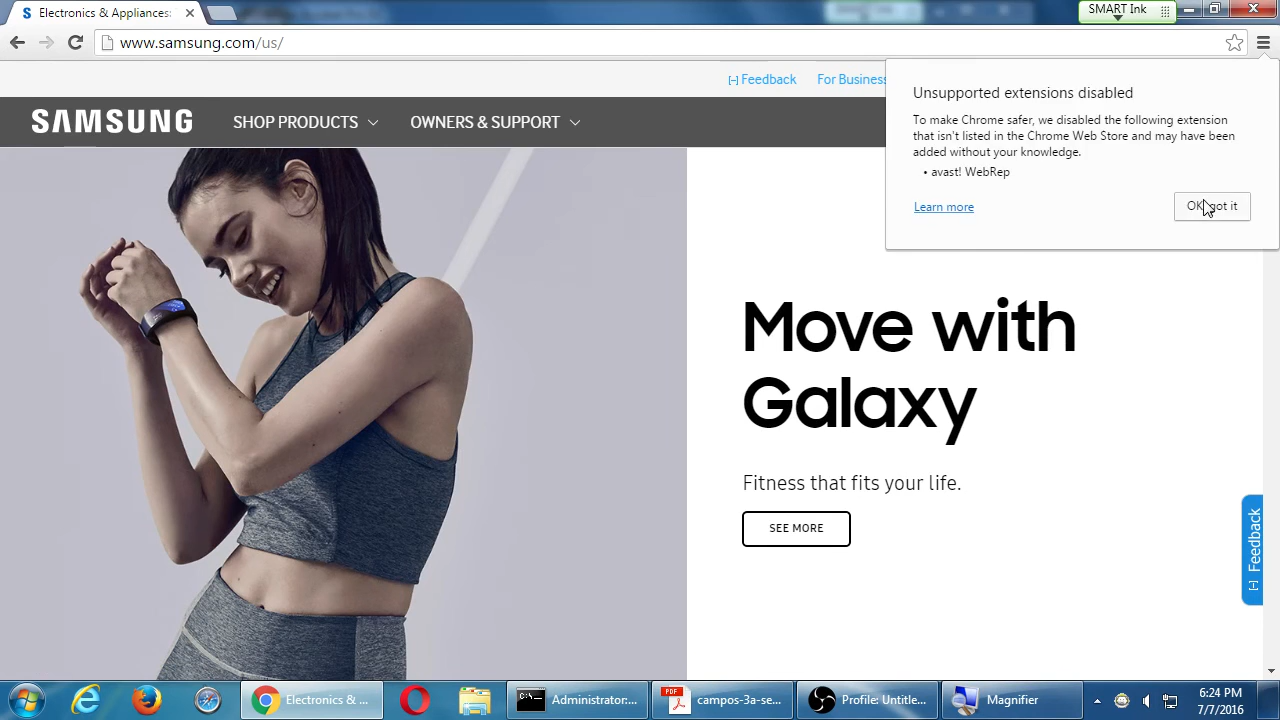 Electronics & Appliances:
SMART Ink
www.samsung.com/us/
[-] Feedback
For Business
Unsupported extensions disabled
To make Chrome safer, we disabled the following extension
that isn't listed in the Chrome Web Store and may have been
added without your knowledge.
• avast! WebRep
Learn more
OK, got it
SAMSUNG
SHOP PRODUCTS
OWNERS & SUPPORT
Move with
Galaxy
Fitness that fits your life.
SEE MORE
[-] Feedback
Electronics & ...
Administrator:...
PDF
campos-3a-se...
Profile: Untitle...
Magnifier
6:24 PM
7/7/2016